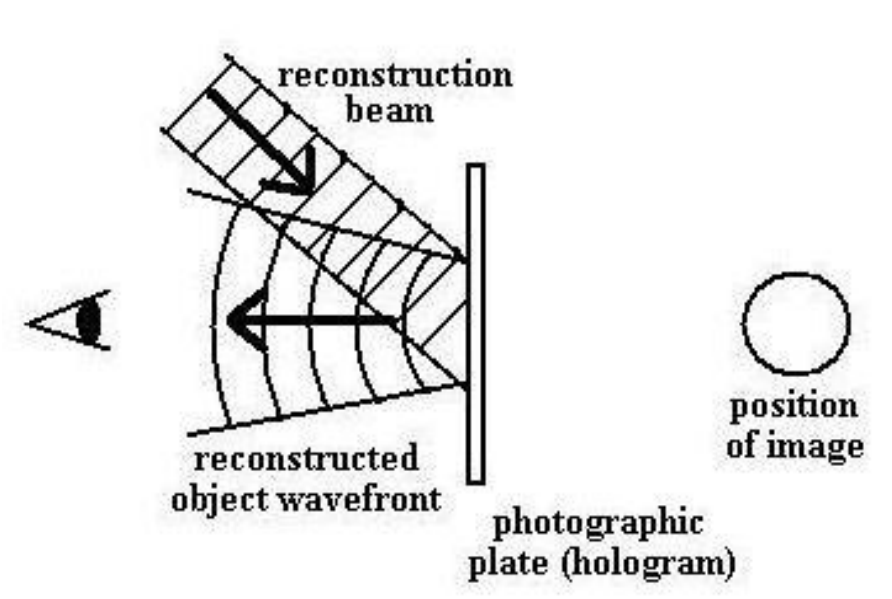 reconstruction
beam
position
of image
reconstructed
object wavefront
photographic
plate (hologram)